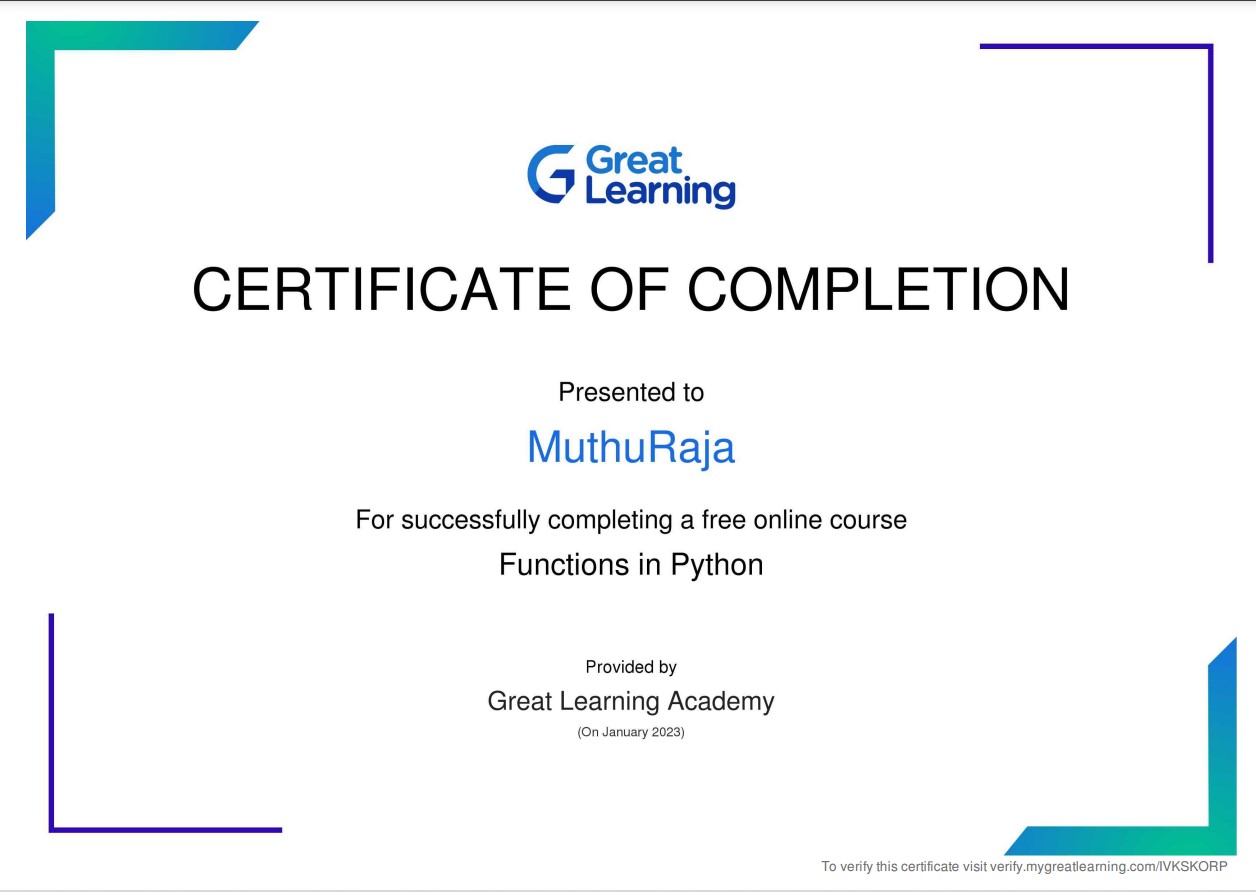 Great
Learning
CERTIFICATE OF COMPLETION
Presented to
MuthuRaja
For successfully completing a free online course
Functions in Python
Provided by
Great Learning Academy
(On January 2023)
To verify this certificate visit verify.mygreatlearning.com/IVKSKORP